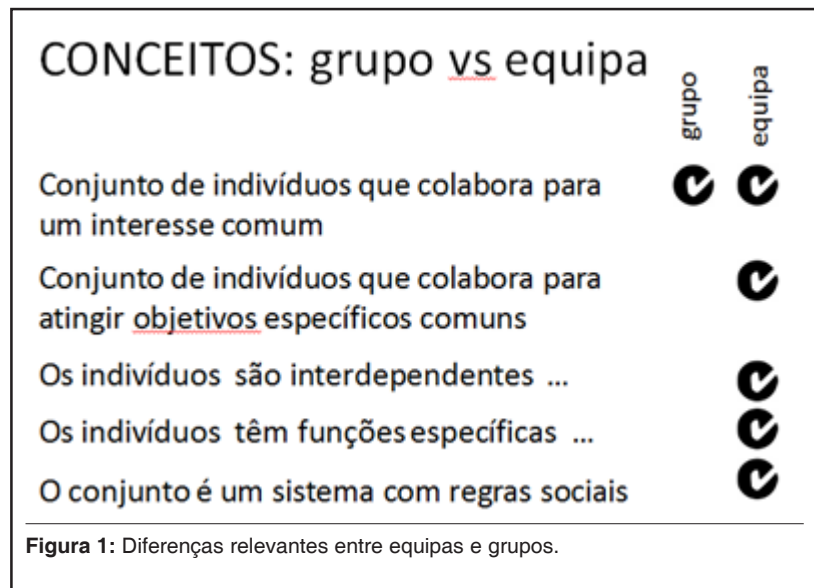 CONCEITOS: grupo vs equipa
grupo
equipa
Conjunto de indivíduos que colabora para
um interesse comum
Conjunto de indivíduos que colabora para
atingir objetivos específicos comuns
Os indivíduos são interdependentes ...
Os indivíduos têm funções específicas ...
O conjunto é um sistema com regras sociais
Figura 1: Diferenças relevantes entre equipas e grupos.